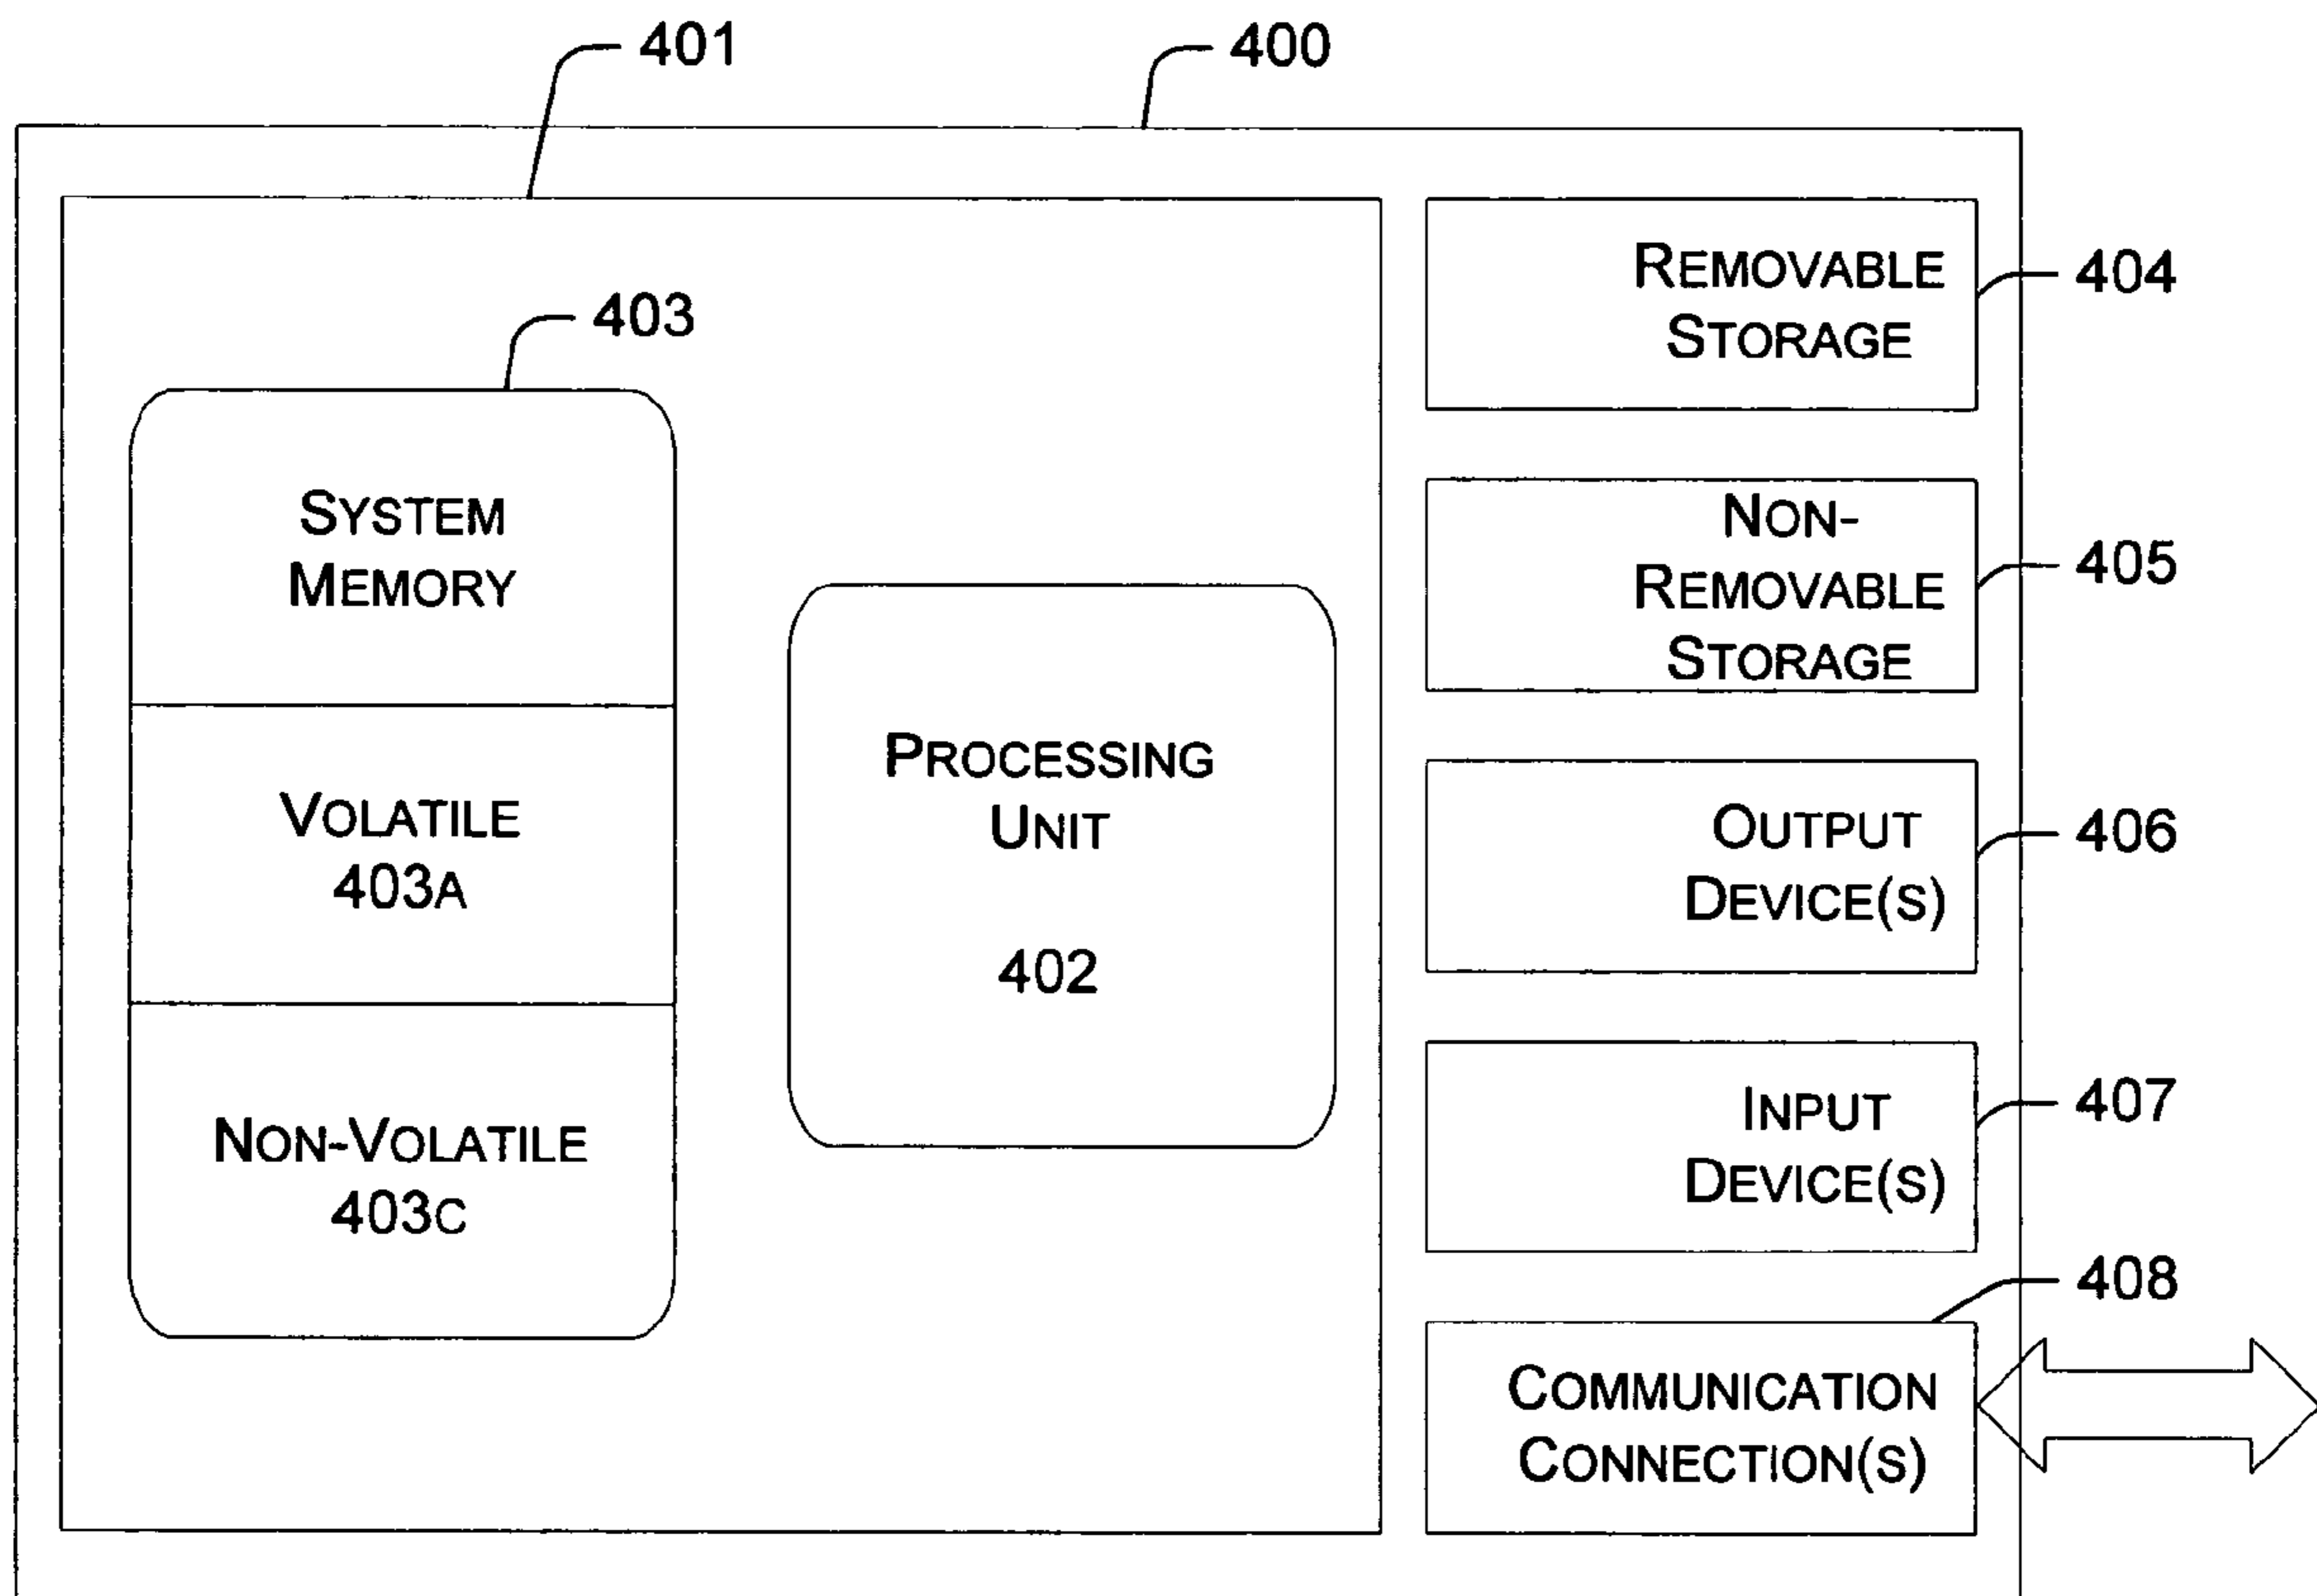 401
400
403
SYSTEM
MEMORY
VOLATILE
403A
NON-VOLATILE
403C
PROCESSING
UNIT
402
REMOVABLE
STORAGE
404
NON-
REMOVABLE
STORAGE
405
OUTPUT
DEVICE(S)
406
INPUT
DEVICE(S)
407
408
COMMUNICATION
CONNECTION(S)